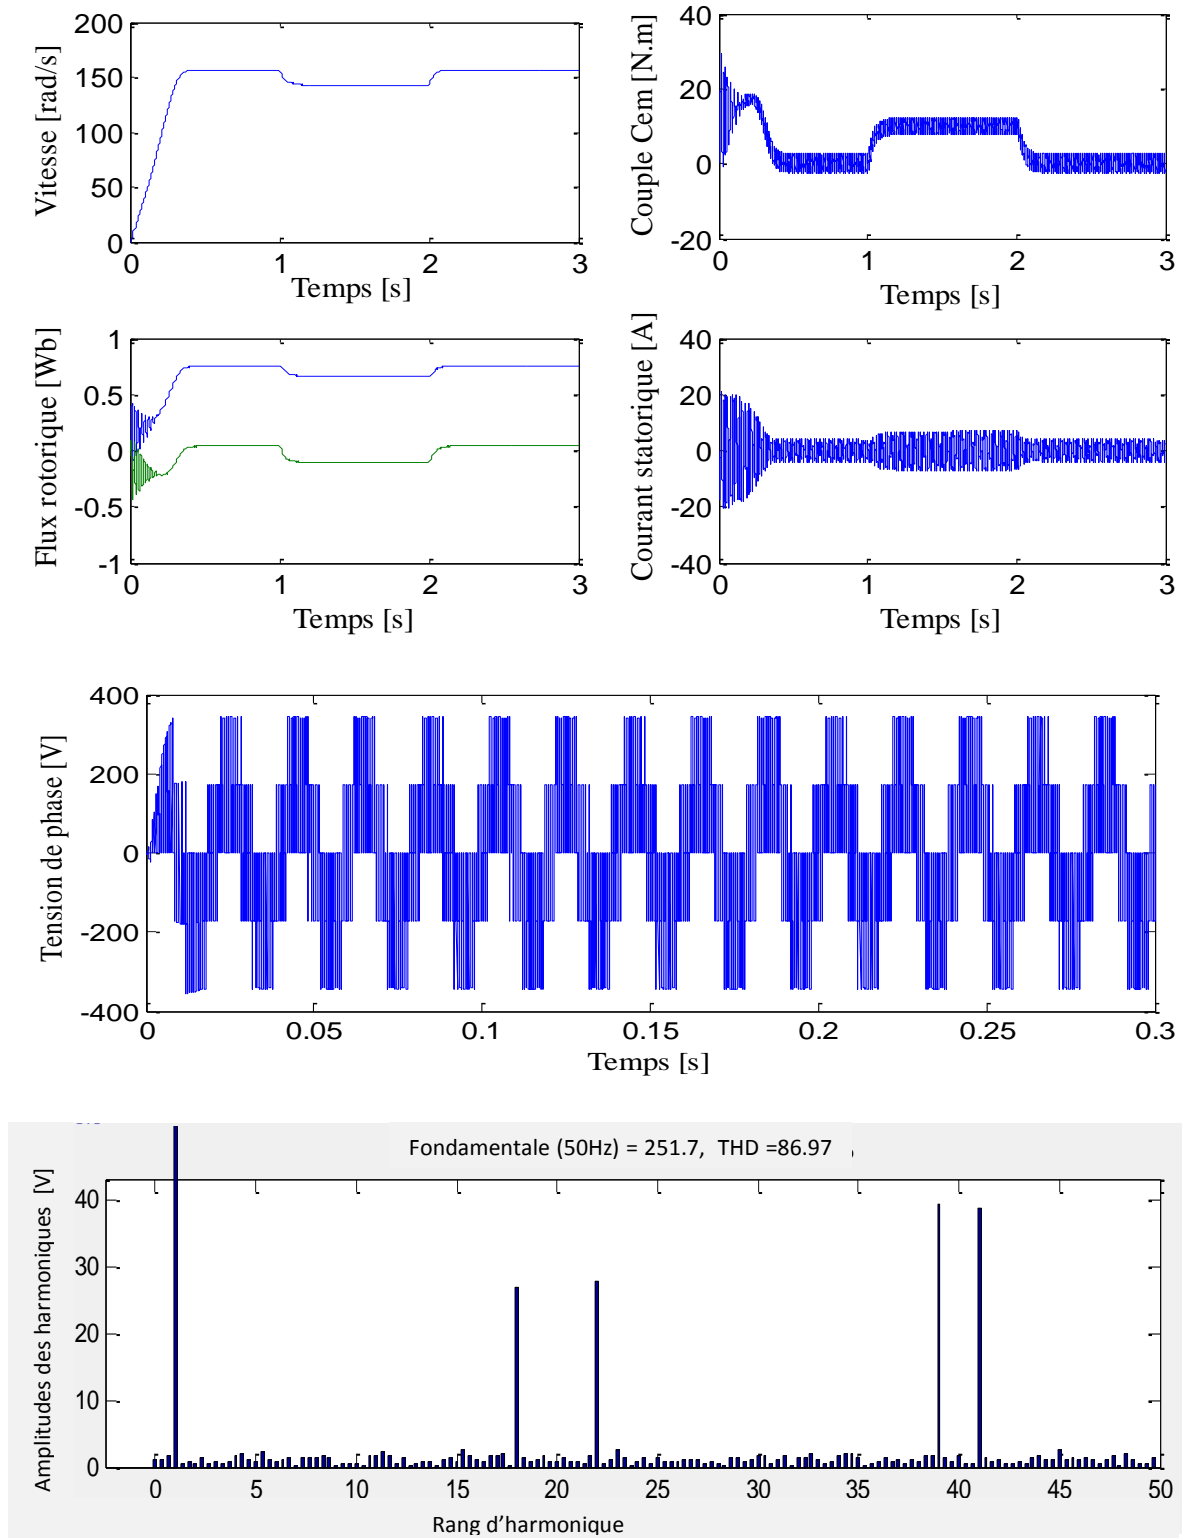 Vitesse [rad/s]
200
150
100
50
0
0 1 2 3
Temps [s]
Couple Cem [N.m]
40
20
0
-20
0 1 2 3
Temps [s]
Flux rotorique [Wb]
1
0.5
0
-0.5
-1
0 1 2 3
Temps [s]
Courant statorique [A]
40
20
0
-20
-40
0 1 2 3
Temps [s]
Tension de phase [V]
400
200
0
-200
-400
0 0.05 0.1 0.15 0.2 0.25 0.3
Temps [s]
Fondamentale (50Hz) = 251.7, THD =86.97
Amplitudes des harmoniques [V]
40
30
20
10
0
0 5 10 15 20 25 30 35 40 45 50
Rang d'harmonique